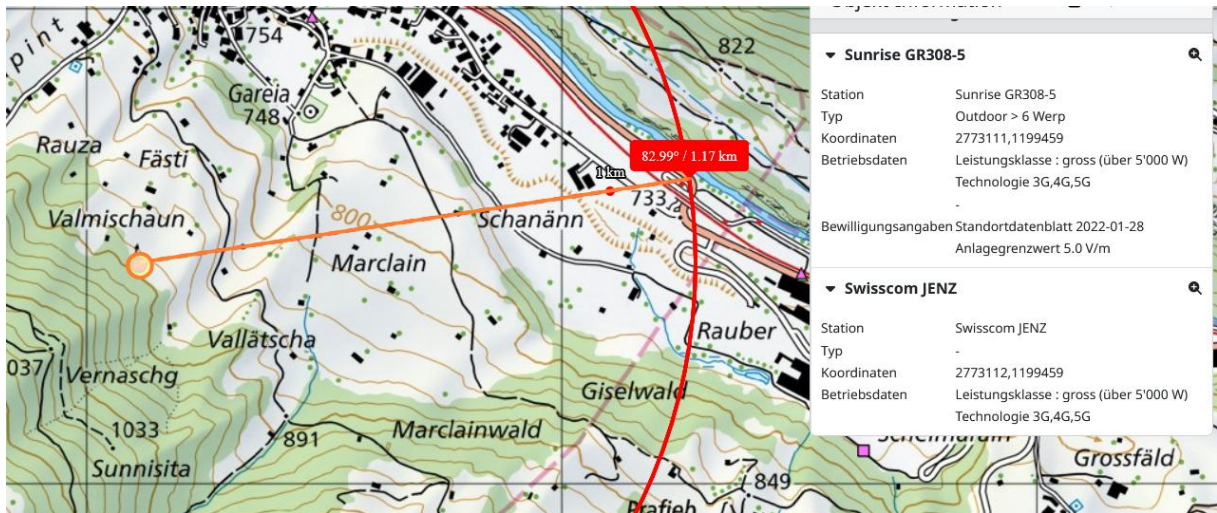 pint
754
822
Gareia
748
Rauza
Fästi
82.99° / 1.17 km
1 km
733
Valmischaun
800
Schanänn
Marclain
Rauber
Vallätscha
037
Vernaschg
Giselwald
1033
891
Marclainwald
Sunnisita
849
Grossfäld
Sunrise GR308-5
Station Sunrise GR308-5
Typ Outdoor > 6 Werp
Koordinaten 2773111,1199459
Betriebsdaten Leistungsklasse : gross (über 5'000 W)
Technologie 3G,4G,5G
-
Bewilligungsangaben Standortdatenblatt 2022-01-28
Anlagegrenzwert 5.0 V/m
Swisscom JENZ
Station Swisscom JENZ
Typ -
Koordinaten 2773112,1199459
Betriebsdaten Leistungsklasse : gross (über 5'000 W)
Technologie 3G,4G,5G